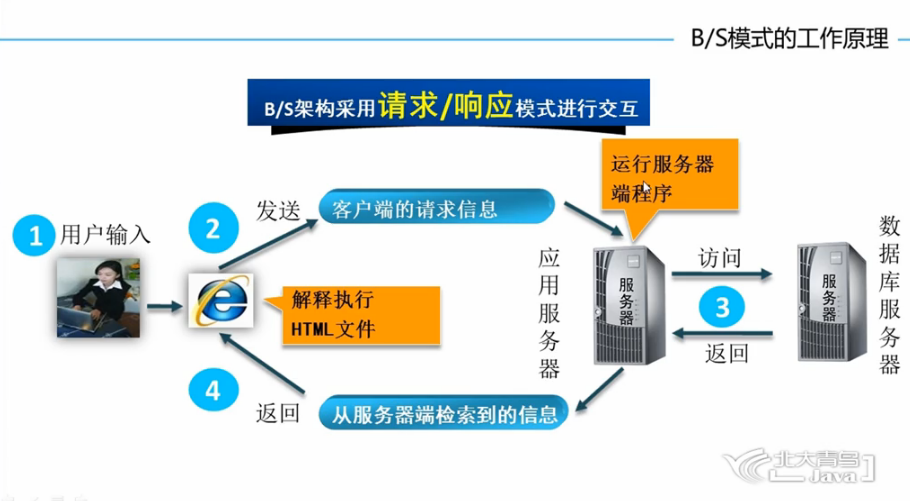 B/S模式的工作原理
B/S架构采用请求/响应模式进行交互
运行服务器
端程序
1
用户输入
2
发送
客户端的请求信息
解释执行
HTML文件
应用服务器
服务器
访问
3
返回
服务器
数据库服务器
4
返回
从服务器端检索到的信息
北大青鸟
Java